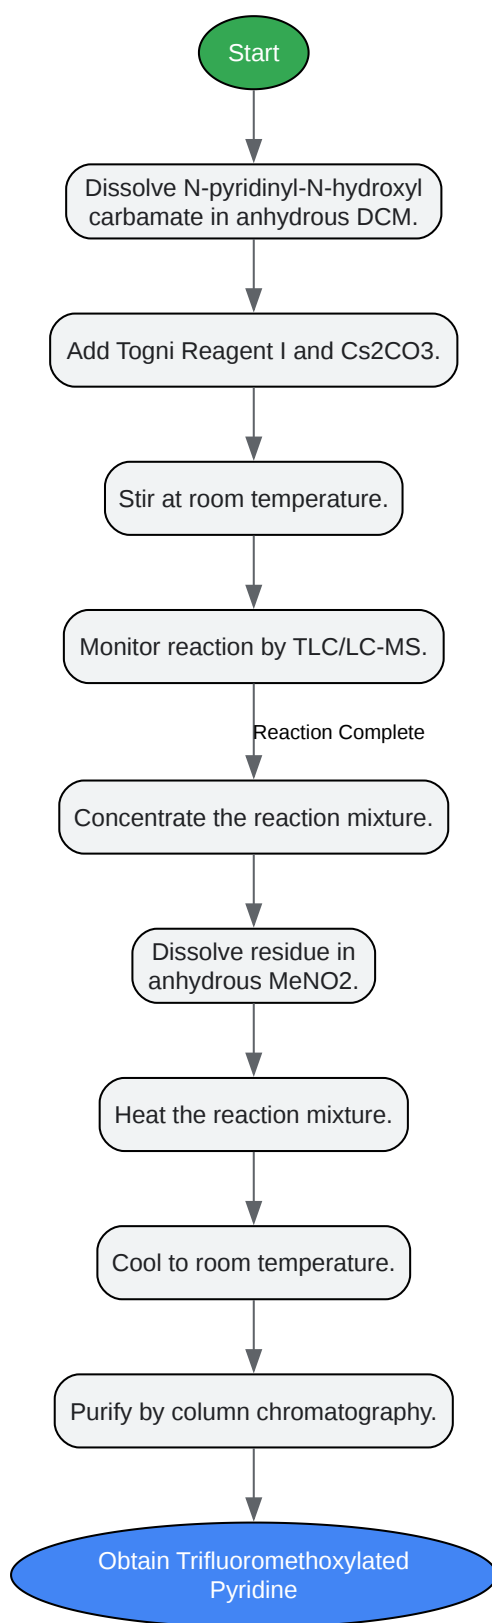 Start
Dissolve N-pyridinyl-N-hydroxyl
carbamate in anhydrous DCM.
Add Togni Reagent I and Cs2CO3.
Stir at room temperature.
Monitor reaction by TLC/LC-MS.
Reaction Complete
Concentrate the reaction mixture.
Dissolve residue in
anhydrous MeNO2.
Heat the reaction mixture.
Cool to room temperature.
Purify by column chromatography.
Obtain Trifluoromethoxylated
Pyridine